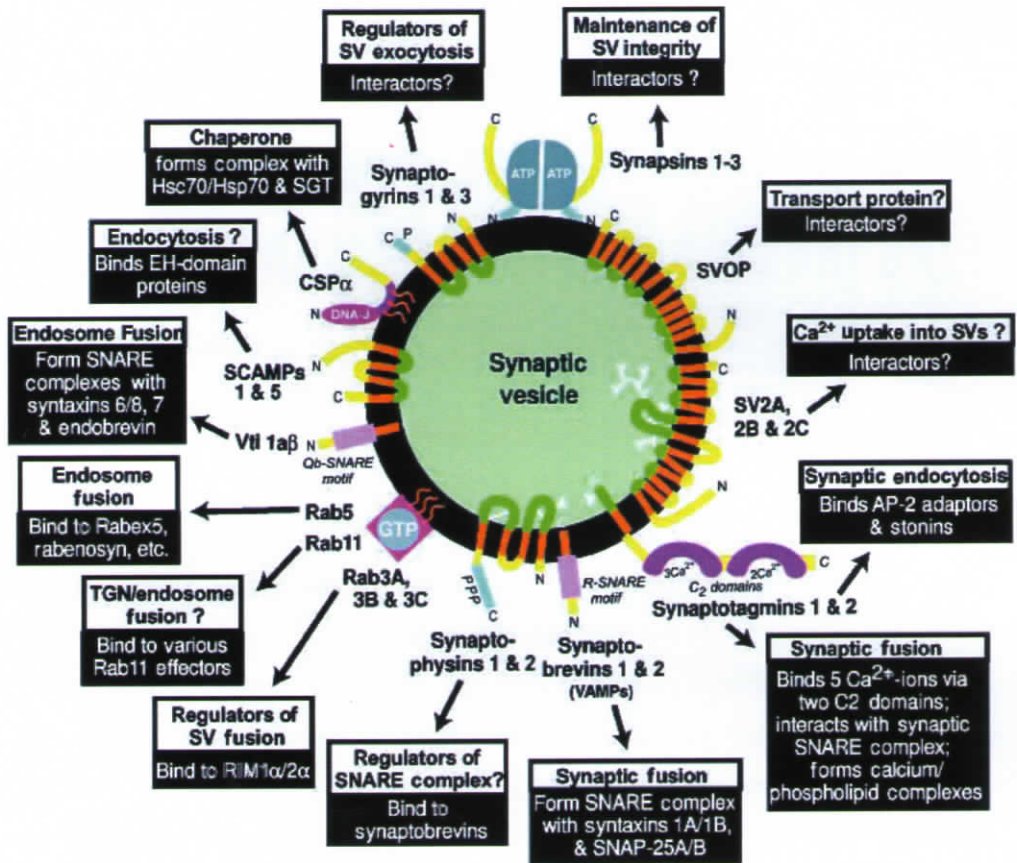 Regulators of
SV exocytosis
Interactors?
Maintenance of
SV integrity
Interactors ?
Chaperone
forms complex with
Hsc70/Hsp70 & SGT
Synapto-
gyrins 1 & 3
C
C
ATP
ATP
N
N
N
C
Synapsins 1-3
Transport protein?
Interactors?
SVOP
Endocytosis ?
Binds EH-domain
proteins
C
P
C
CSPα
N
DNA-J
Endosome Fusion
Form SNARE
complexes with
syntaxins 6/8, 7
& endobrevin
SCAMPs
1 & 5
N
C
Synaptic
vesicle
N
C
Ca2+ uptake into SVs ?
Interactors?
SV2A,
2B & 2C
Vti 1aβ
N
Qb-SNARE
motif
N
Synaptic endocytosis
Binds AP-2 adaptors
& stonins
Endosome
fusion
Bind to Rabex5,
rabenosyn, etc.
Rab5
Rab11
GTP
Rab3A,
3B & 3C
PPP
C
N
R-SNARE
motif
N
3Ca2+
2Ca2+
C
C2 domains
Synaptotagmins 1 & 2
TGN/endosome
fusion ?
Bind to various
Rab11 effectors
Synapto-
physins 1 & 2
Synapto-
brevins 1 & 2
(VAMPs)
Synaptic fusion
Binds 5 Ca2+-ions via
two C2 domains;
interacts with synaptic
SNARE complex;
forms calcium/
phospholipid complexes
Regulators of
SV fusion
Bind to RIM1α/2α
Regulators of
SNARE complex?
Bind to
synaptobrevins
Synaptic fusion
Form SNARE complex
with syntaxins 1A/1B,
& SNAP-25A/B